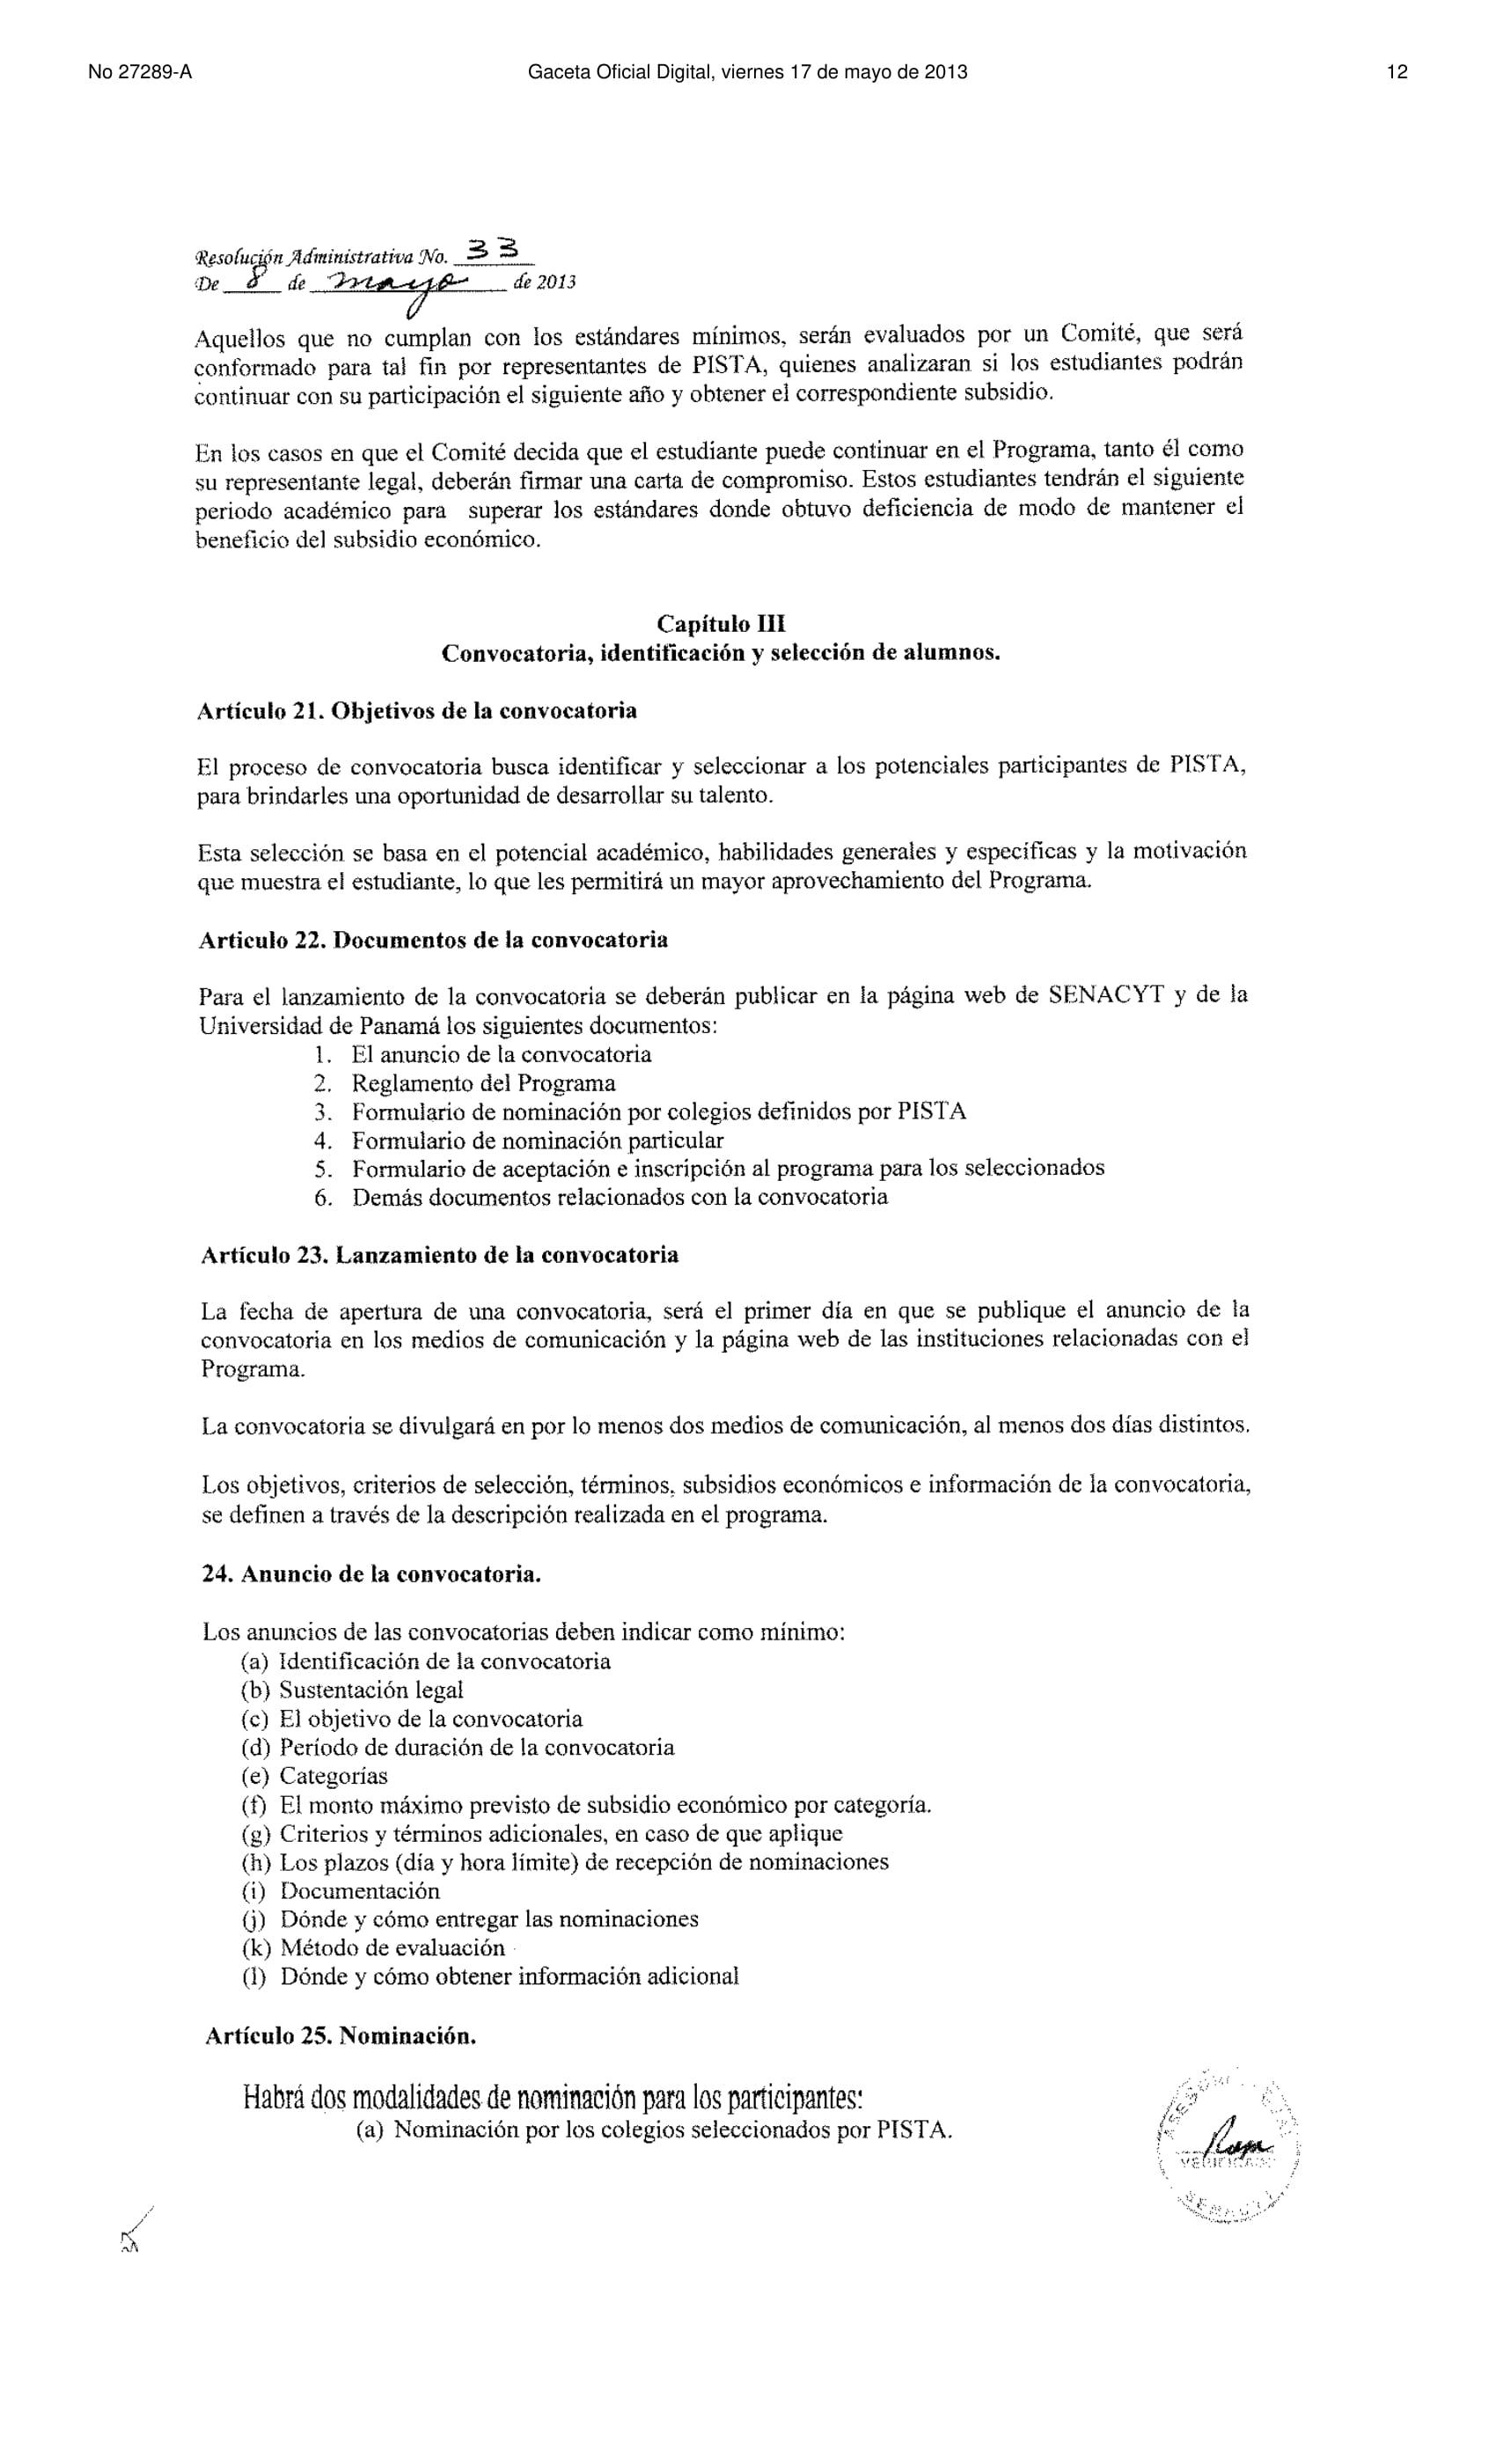 No 27289-A Gaceta Oficial Digital, viernes 17 de mayo de 2013 12
Resolución Administrativa No. 33
De 8 de mayo de 2013
Aquellos que no cumplan con los estándares mínimos, serán evaluados por un Comité, que será
conformado para tal fin por representantes de PISTA, quienes analizaran si los estudiantes podrán
continuar con su participación el siguiente año y obtener el correspondiente subsidio.
En los casos en que el Comité decida que el estudiante puede continuar en el Programa, tanto él como
su representante legal, deberán firmar una carta de compromiso. Estos estudiantes tendrán el siguiente
periodo académico para superar los estándares donde obtuvo deficiencia de modo de mantener el
beneficio del subsidio económico.
Capítulo III
Convocatoria, identificación y selección de alumnos.
Artículo 21. Objetivos de la convocatoria
El proceso de convocatoria busca identificar y seleccionar a los potenciales participantes de PISTA,
para brindarles una oportunidad de desarrollar su talento.
Esta selección se basa en el potencial académico, habilidades generales y específicas y la motivación
que muestra el estudiante, lo que les permitirá un mayor aprovechamiento del Programa.
Articulo 22. Documentos de la convocatoria
Para el lanzamiento de la convocatoria se deberán publicar en la página web de SENACYT y de la
Universidad de Panamá los siguientes documentos:
1. El anuncio de la convocatoria
2. Reglamento del Programa
3. Formulario de nominación por colegios definidos por PISTA
4. Formulario de nominación particular
5. Formulario de aceptación e inscripción al programa para los seleccionados
6. Demás documentos relacionados con la convocatoria
Artículo 23. Lanzamiento de la convocatoria
La fecha de apertura de una convocatoria, será el primer día en que se publique el anuncio de la
convocatoria en los medios de comunicación y la página web de las instituciones relacionadas con el
Programa.
La convocatoria se divulgará en por lo menos dos medios de comunicación, al menos dos días distintos.
Los objetivos, criterios de selección, términos, subsidios económicos e información de la convocatoria,
se definen a través de la descripción realizada en el programa.
24. Anuncio de la convocatoria.
Los anuncios de las convocatorias deben indicar como mínimo:
(a) Identificación de la convocatoria
(b) Sustentación legal
(c) El objetivo de la convocatoria
(d) Período de duración de la convocatoria
(e) Categorías
(f) El monto máximo previsto de subsidio económico por categoría.
(g) Criterios y términos adicionales, en caso de que aplique
(h) Los plazos (día y hora límite) de recepción de nominaciones
(i) Documentación
(j) Dónde y cómo entregar las nominaciones
(k) Método de evaluación
(l) Dónde y cómo obtener información adicional
Artículo 25. Nominación.
Habrá dos modalidades de nominación para los participantes:
(a) Nominación por los colegios seleccionados por PISTA.
VERIFICADO
SENACYT